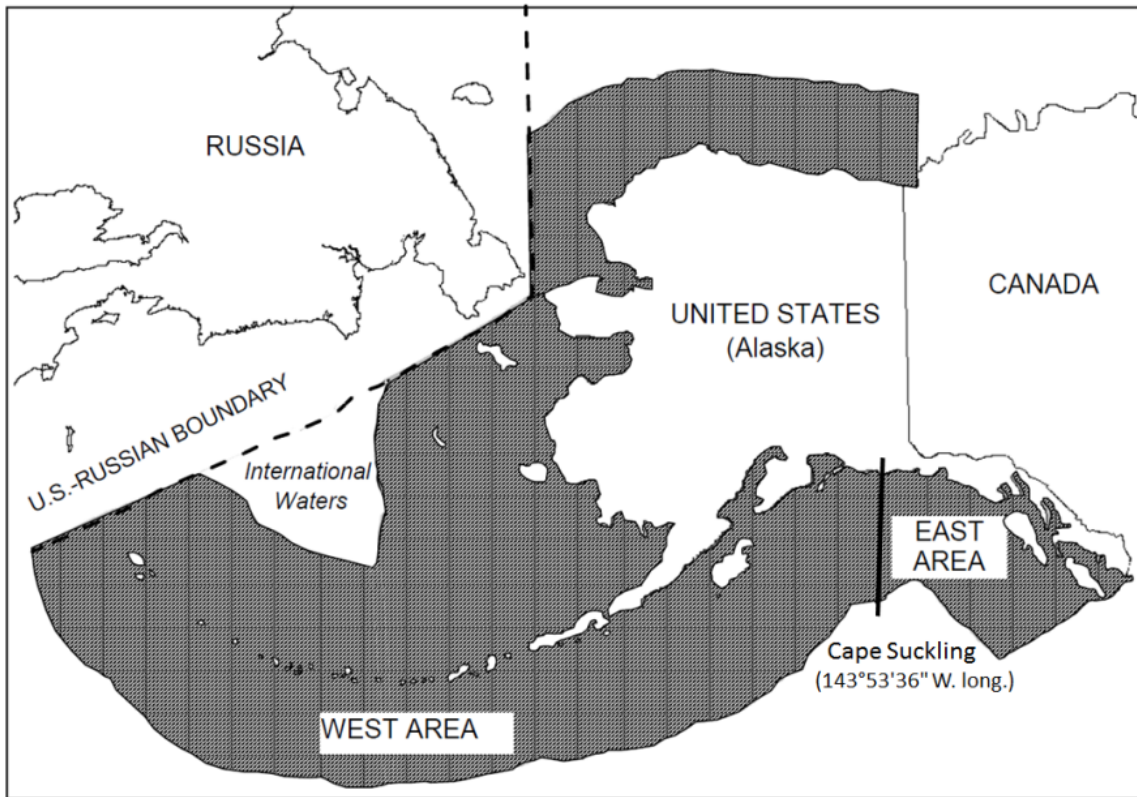 RUSSIA
CANADA
UNITED STATES
(Alaska)
U.S.-RUSSIAN BOUNDARY
International
Waters
EAST
AREA
Cape Suckling
(143°53'36" W. long.)
WEST AREA